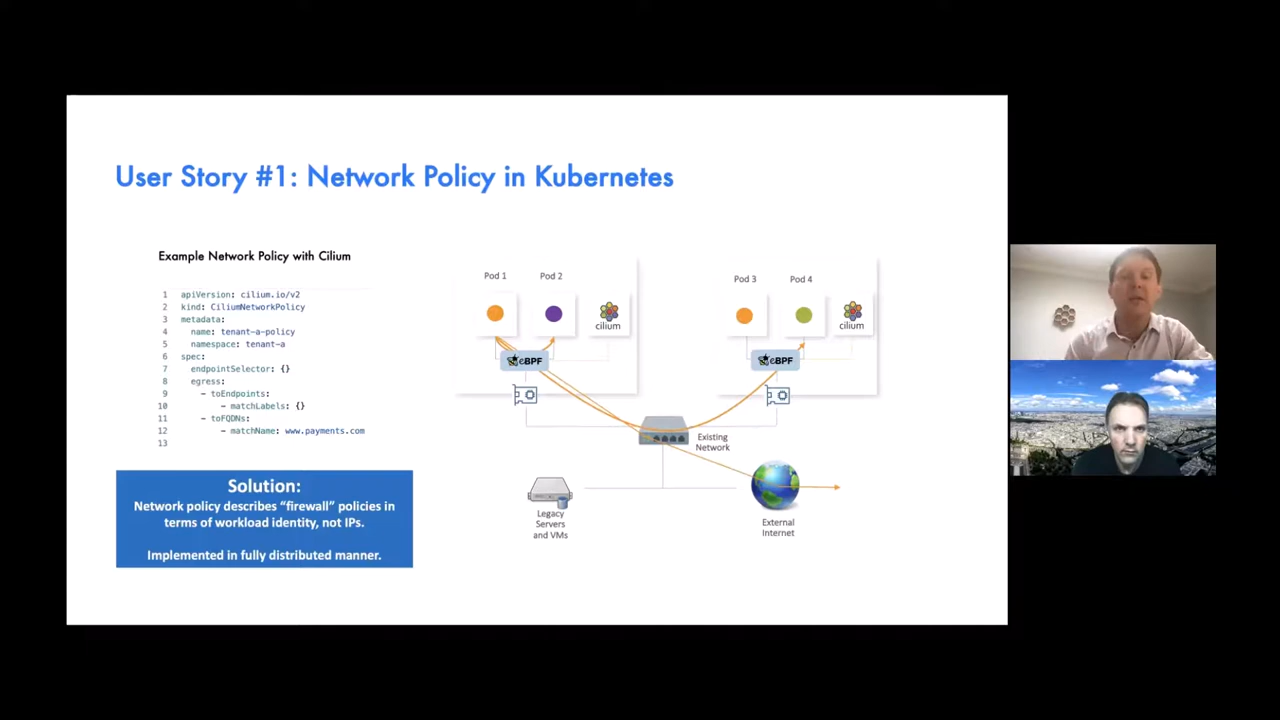 User Story #1: Network Policy in Kubernetes
Example Network Policy with Cilium
1 apiVersion: cilium.io/v2
2 kind: CiliumNetworkPolicy
3 metadata:
4 name: tenant-a-policy
5 namespace: tenant-a
6 spec:
7 endpointSelector: {}
8 egress:
9 - toEndpoints:
10 - matchLabels: {}
11 - toFQDNs:
12 - matchName: www.payments.com
13
Solution:
Network policy describes “firewall” policies in
terms of workload identity, not IPs.
Implemented in fully distributed manner.
Pod 1
Pod 2
cilium
eBPF
Pod 3
Pod 4
cilium
eBPF
Existing
Network
Legacy
Servers
and VMs
External
Internet